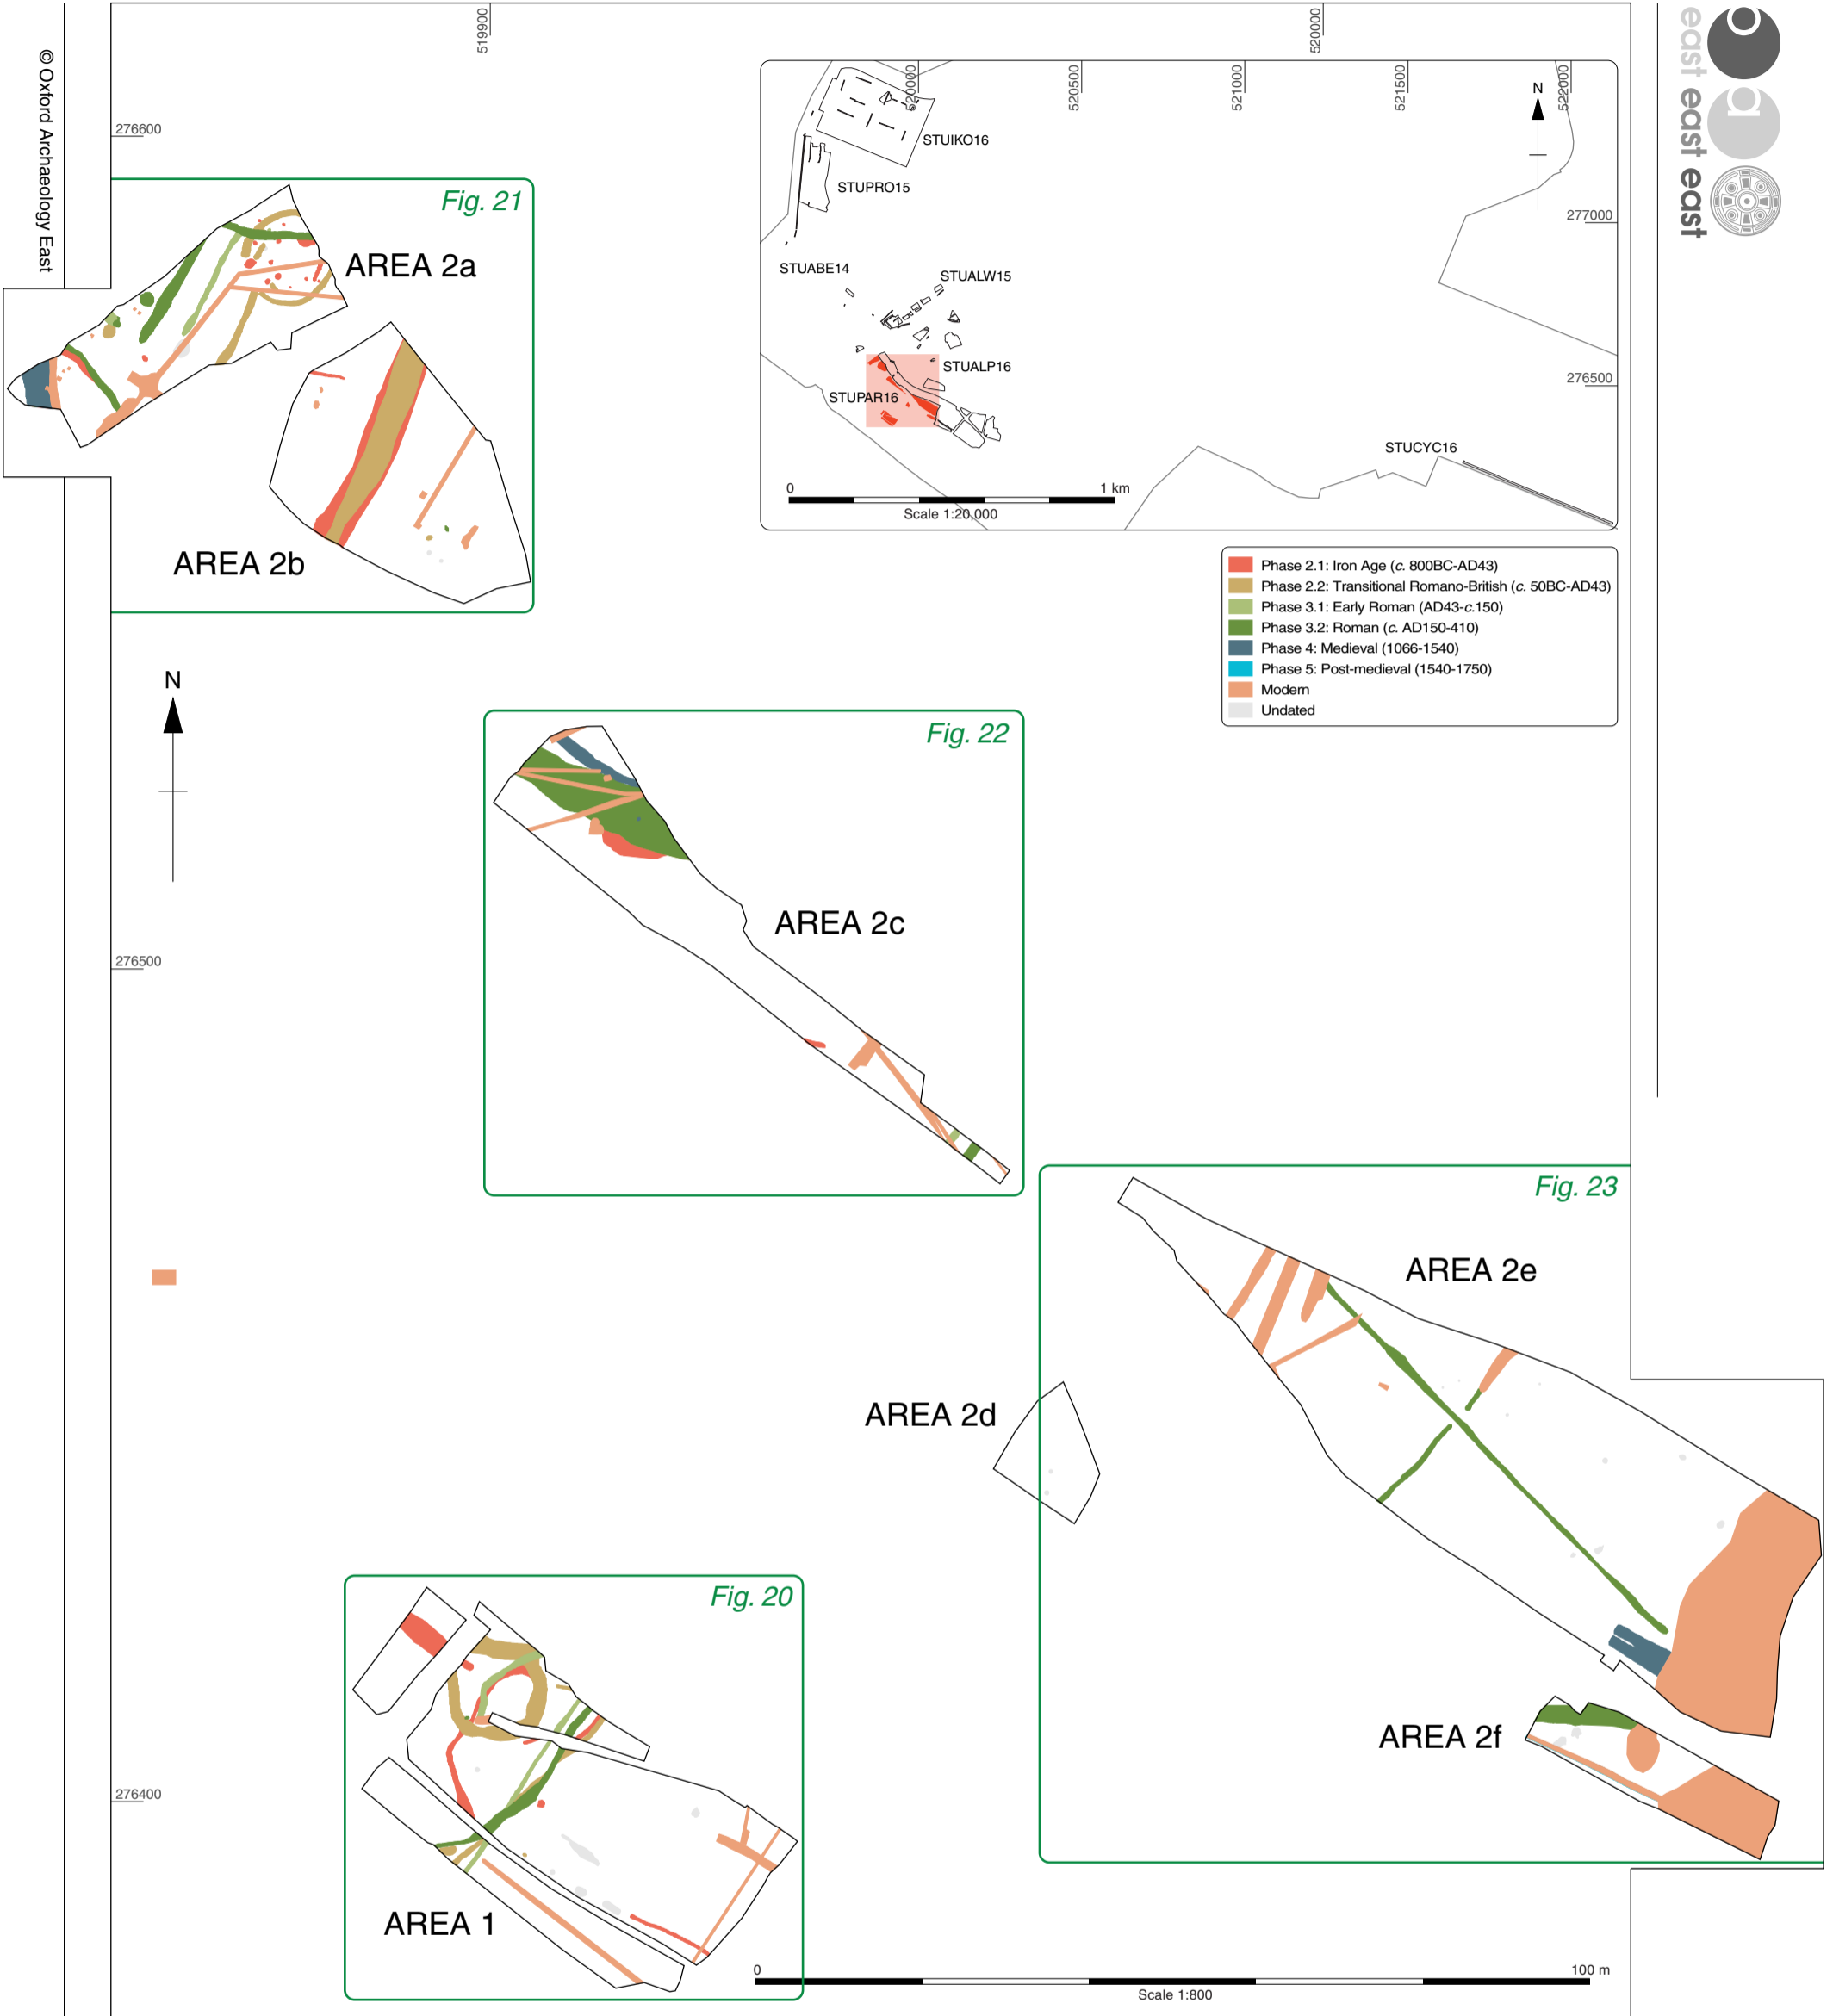 519900
520000
© Oxford Archaeology East
east east east
276600
Fig. 21
AREA 2a
AREA 2b
520000
520500
521000
521500
522000
N
STUIKO16
STUPRO15
277000
STUABE14
STUALW15
STUALP16
276500
STUPAR16
STUCYC16
0 1 km
Scale 1:20,000
Phase 2.1: Iron Age (c. 800BC-AD43)
Phase 2.2: Transitional Romano-British (c. 50BC-AD43)
Phase 3.1: Early Roman (AD43-c.150)
Phase 3.2: Roman (c. AD150-410)
Phase 4: Medieval (1066-1540)
Phase 5: Post-medieval (1540-1750)
Modern
Undated
N
Fig. 22
AREA 2c
276500
Fig. 23
AREA 2e
AREA 2d
Fig. 20
AREA 2f
276400
AREA 1
0 100 m
Scale 1:800